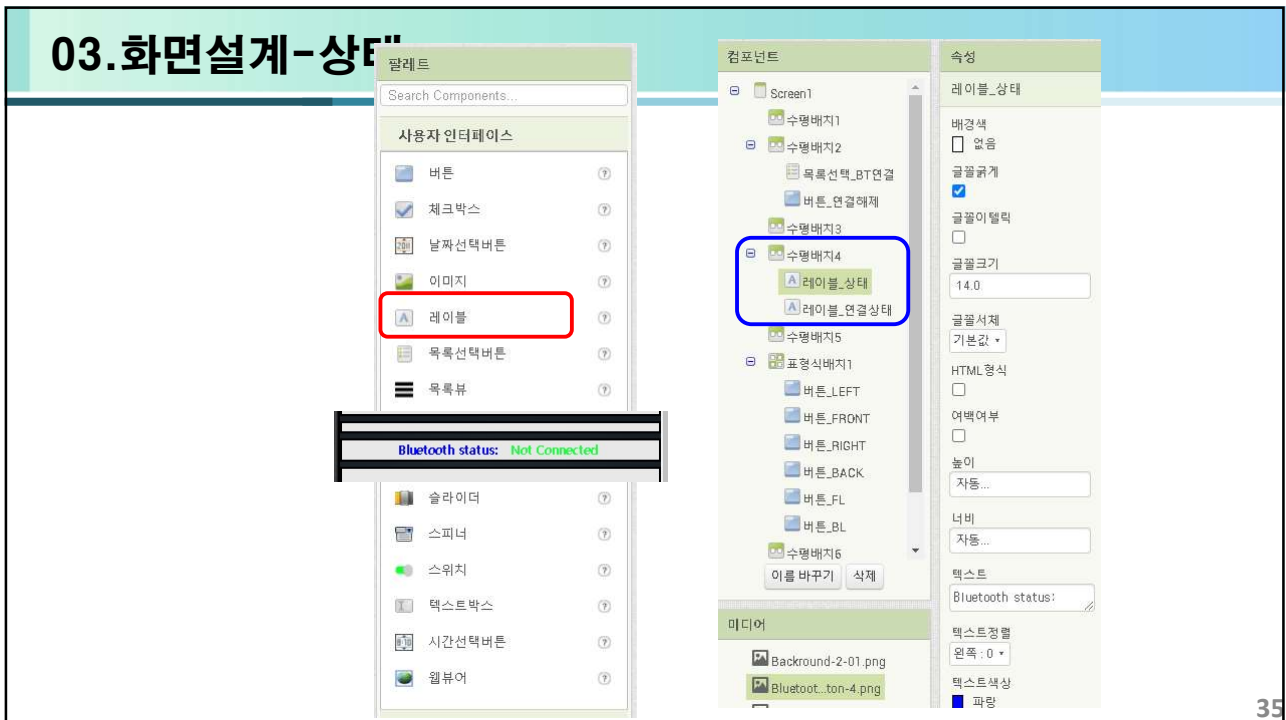 03.화면설계-상태
팔레트
Search Components...
사용자 인터페이스
버튼
체크박스
날짜선택버튼
이미지
레이블
목록선택버튼
목록뷰
Bluetooth status: Not Connected
슬라이더
스피너
스위치
텍스트박스
시간선택버튼
웹뷰어
컴포넌트
Screen1
수평배치1
수평배치2
목록선택_BT연결
버튼_연결해제
수평배치3
수평배치4
레이블_상태
레이블_연결상태
수평배치5
표형식배치1
버튼_LEFT
버튼_FRONT
버튼_RIGHT
버튼_BACK
버튼_FL
버튼_BL
수평배치6
이름 바꾸기 삭제
미디어
Backround-2-01.png
Bluetoot...ton-4.png
속성
레이블_상태
배경색
없음
글꼴굵게
글꼴이텔릭
글꼴크기
14.0
글꼴서체
기본값
HTML형식
여백여부
높이
자동...
너비
자동...
텍스트
Bluetooth status:
텍스트정렬
왼쪽 : 0
텍스트색상
파랑
35